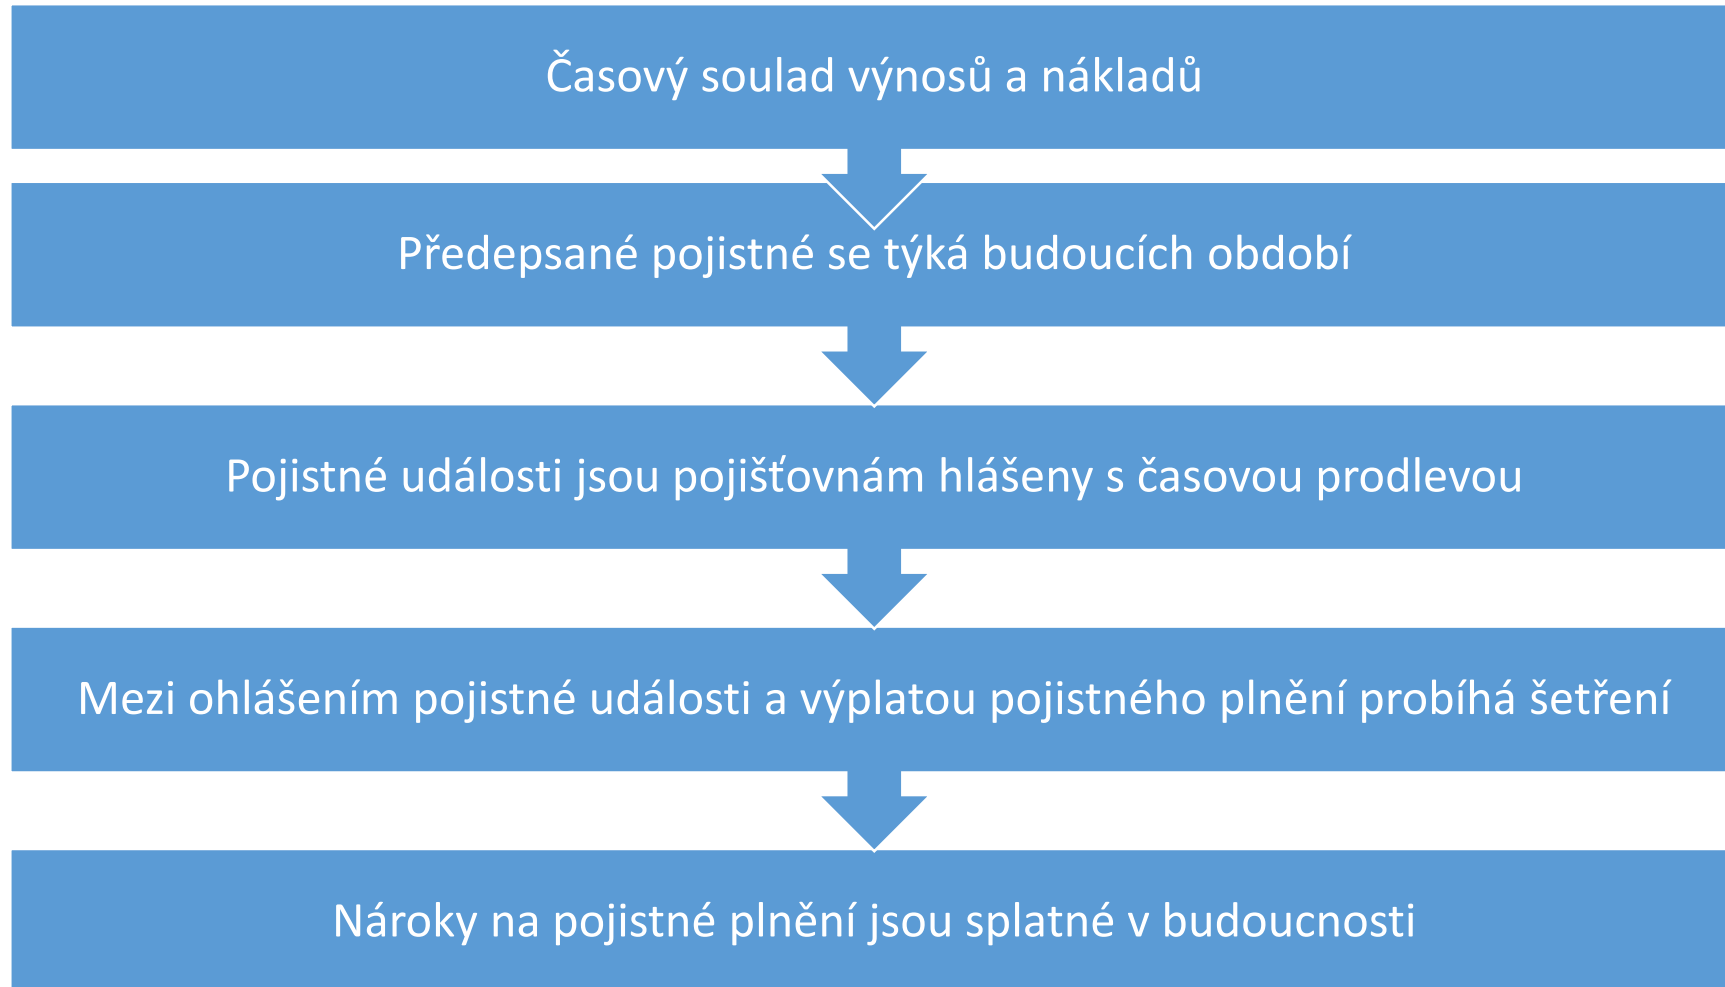 Časový soulad výnosů a nákladů
Předepsané pojistné se týká budoucích období
Pojistné události jsou pojišťovnám hlášeny s časovou prodlevou
Mezi ohlášením pojistné události a výplatou pojistného plnění probíhá šetření
Nároky na pojistné plnění jsou splatné v budoucnosti